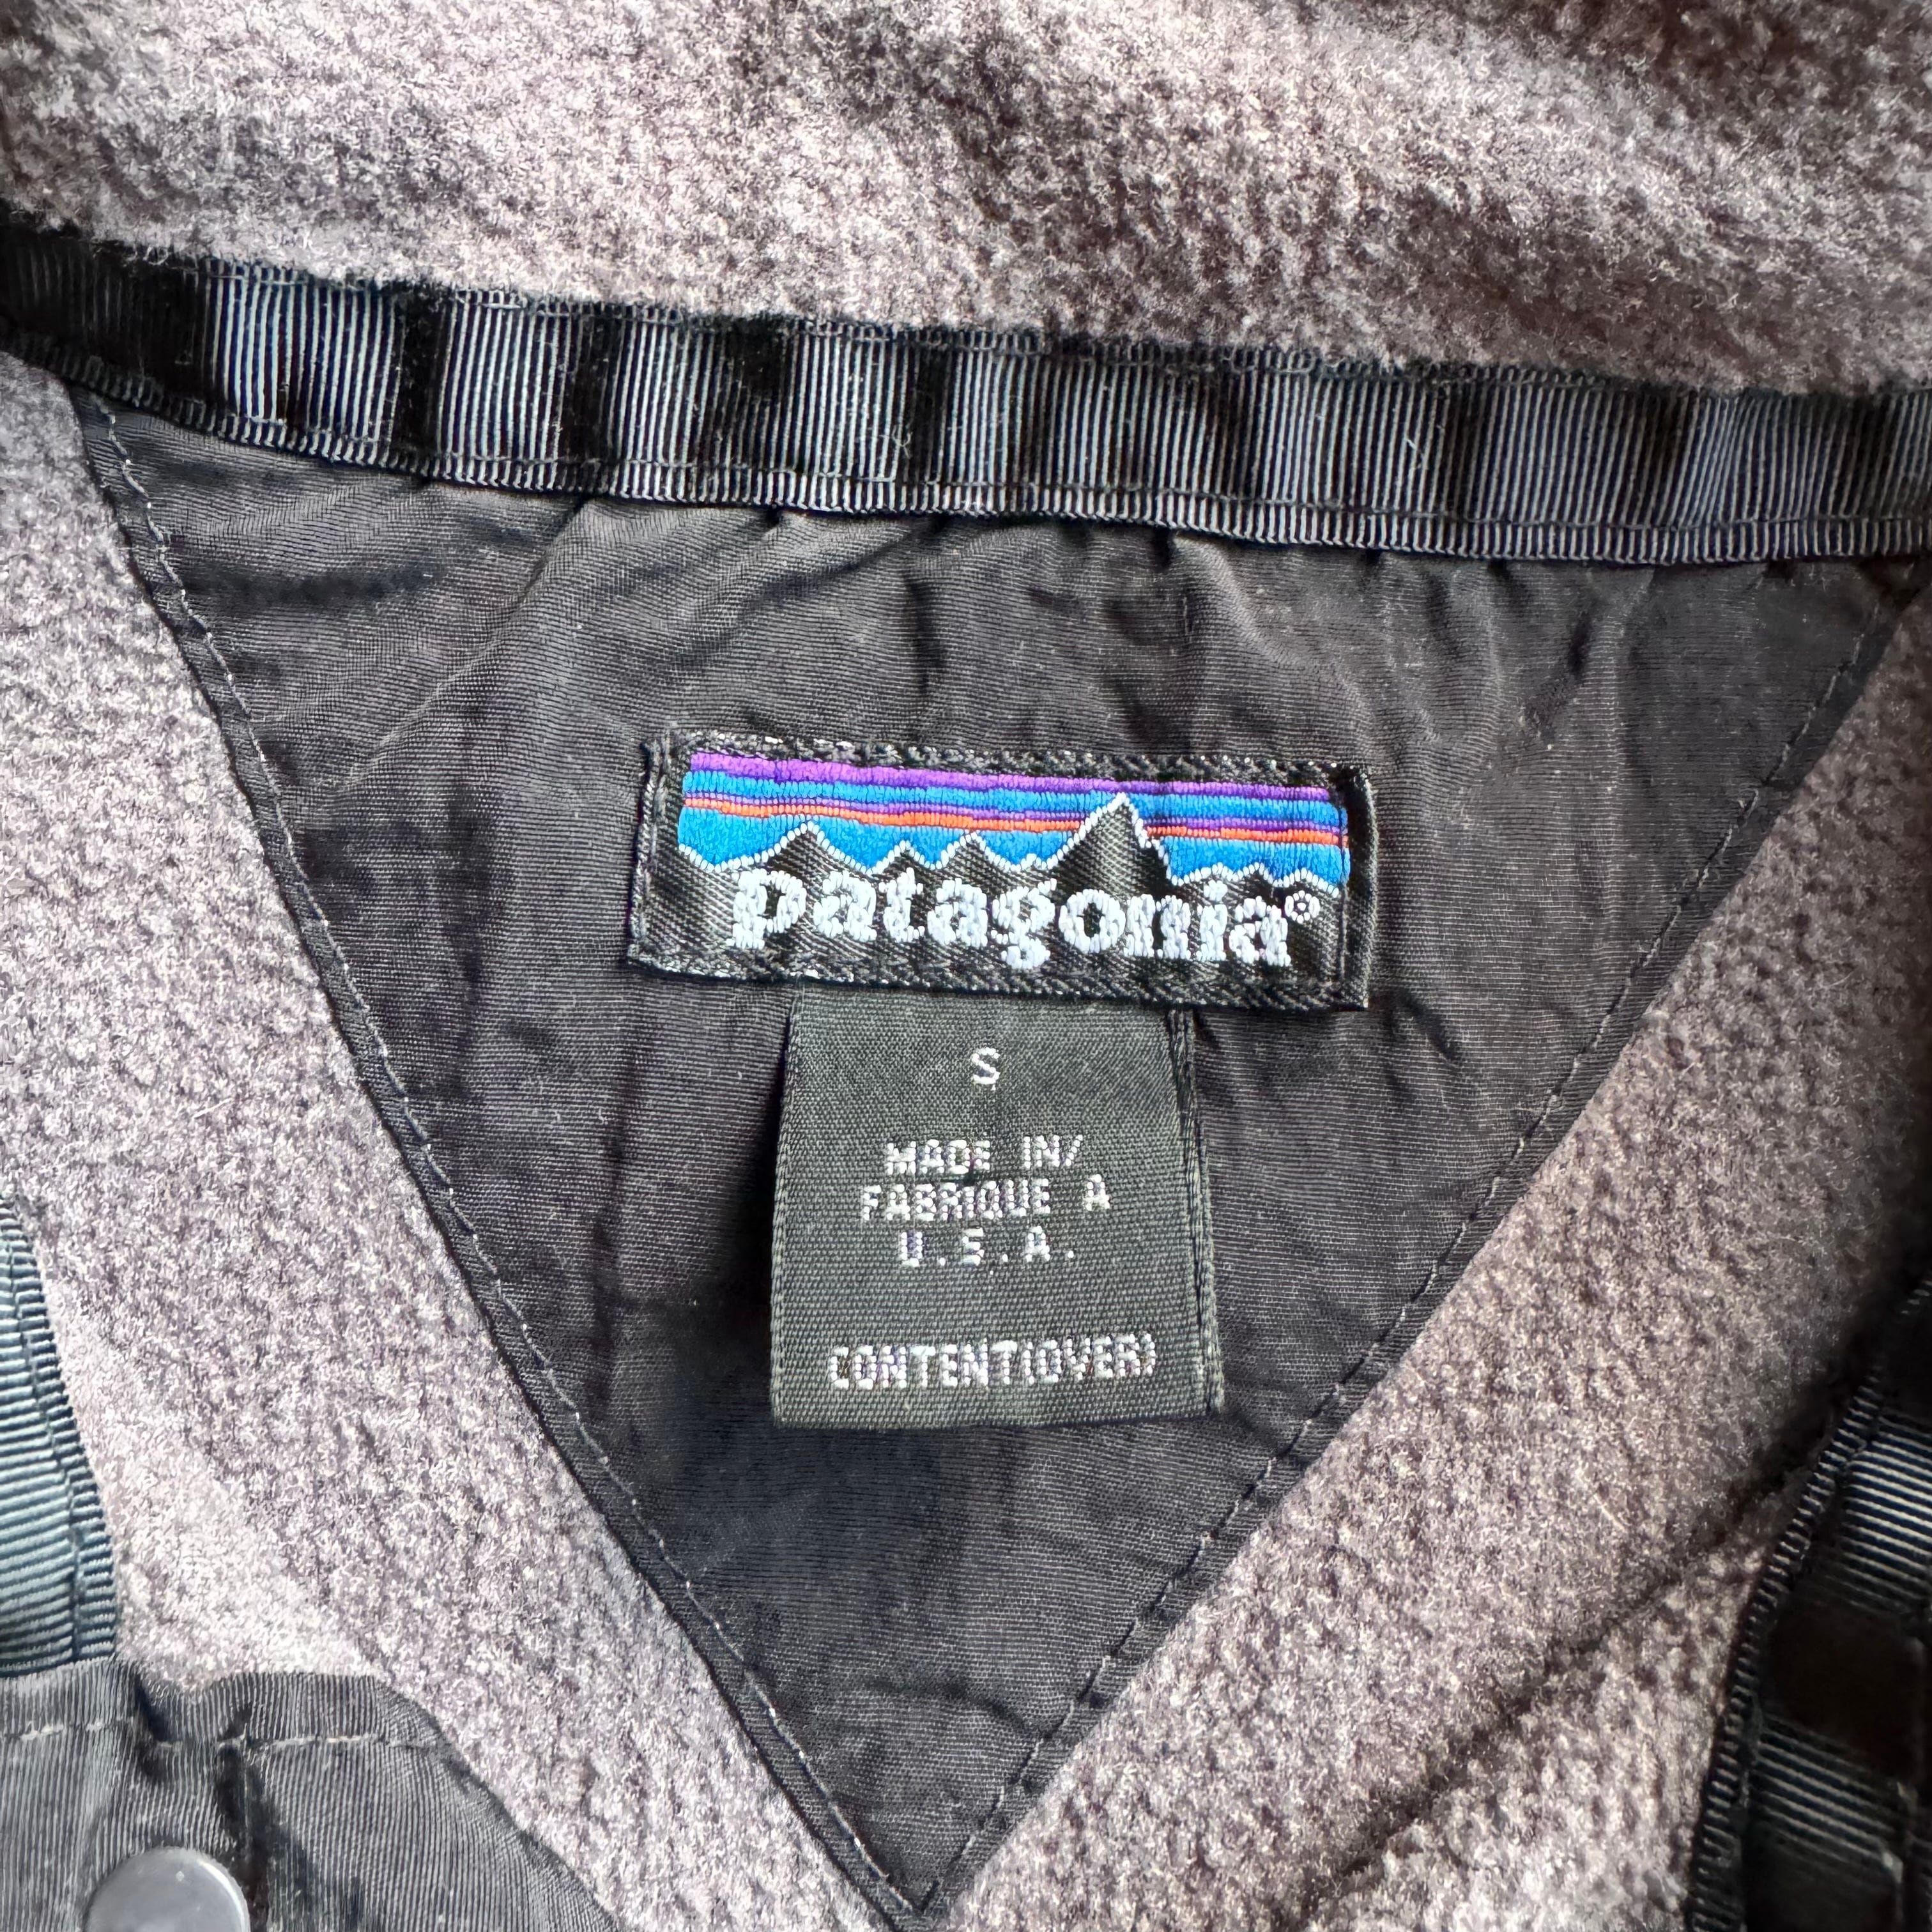 patagonia®
S
MADE IN/
FABRIQUE A
U.S.A.
CONTENT(OVER)